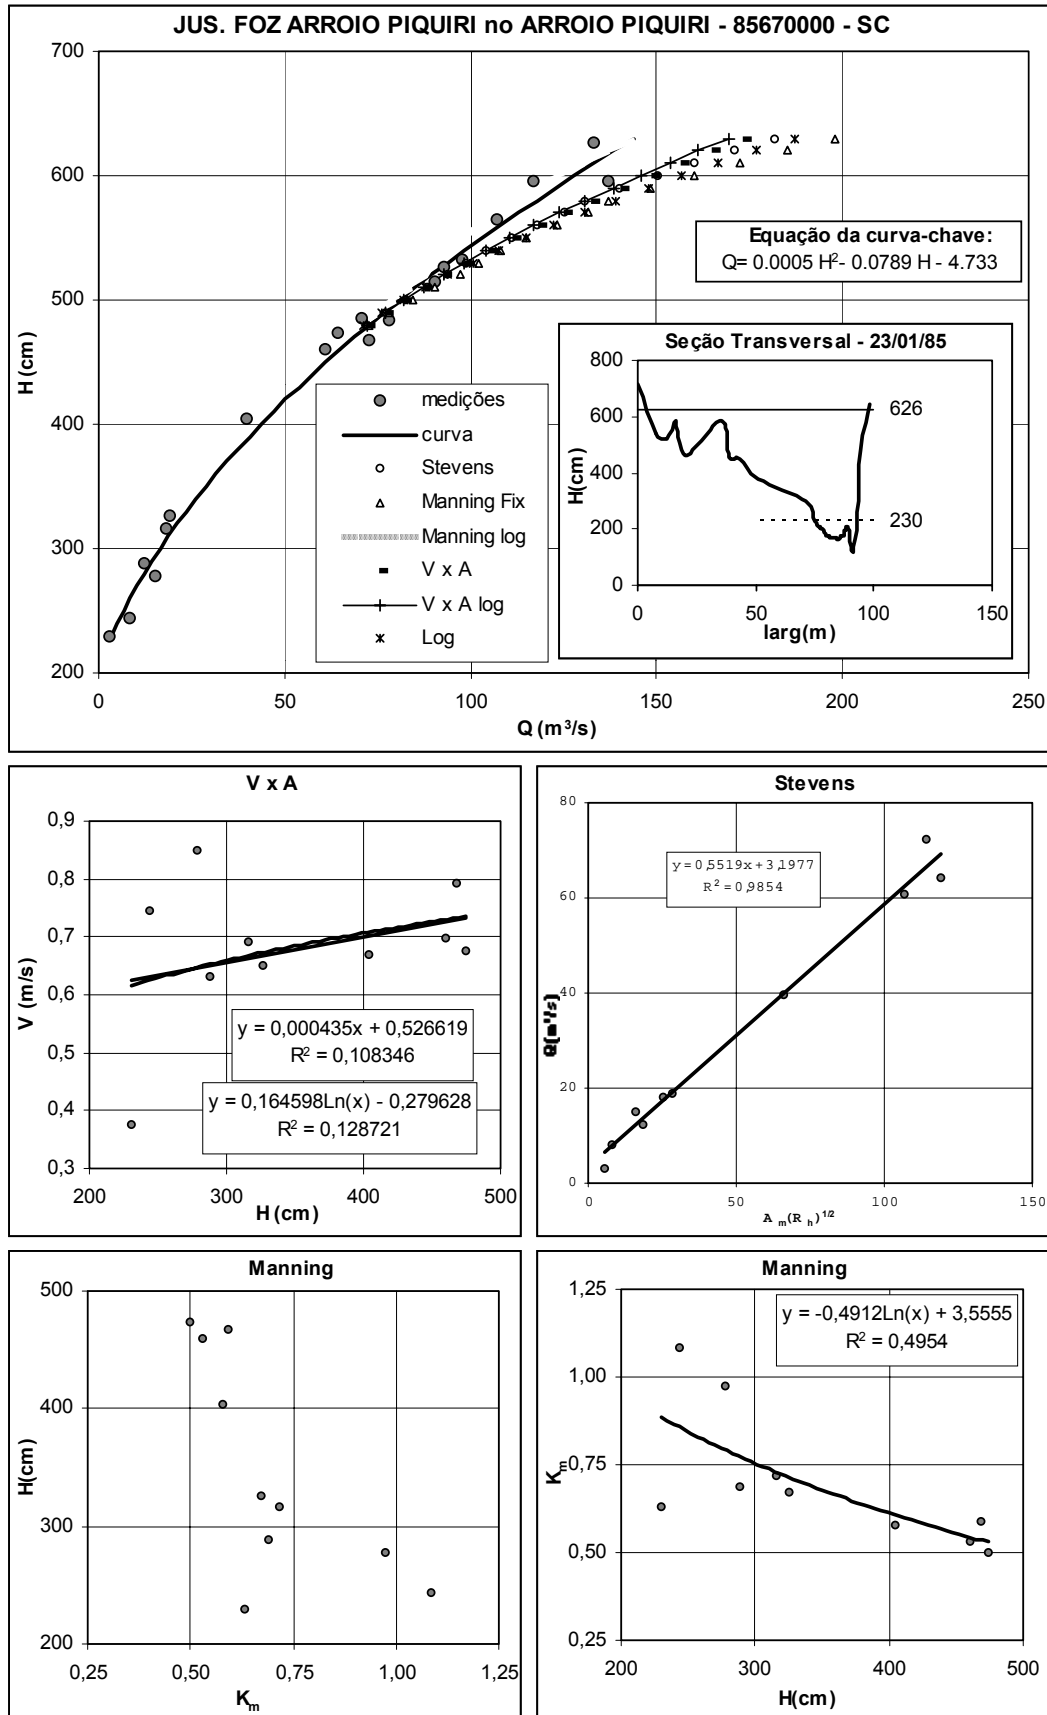 JUS. FOZ ARROIO PIQUIRI no ARROIO PIQUIRI - 85670000 - SC
700
600
500
400
300
200
H (cm)
0 50 100 150 200 250
Q (m³/s)
Equação da curva-chave:
Q= 0.0005 H²- 0.0789 H - 4.733
medições
curva
Stevens
Manning Fix
Manning log
V x A
V x A log
Log
Seção Transversal - 23/01/85
800
600
400
200
0
H(cm)
626
230
0 50 100 150
larg(m)
V x A
0,9
0,8
0,7
0,6
0,5
0,4
0,3
V (m/s)
y = 0,000435x + 0,526619
R² = 0,108346
y = 0,164598Ln(x) - 0,279628
R² = 0,128721
200 300 400 500
H (cm)
Stevens
80
60
40
20
0
Q(m³/s)
y = 0,5519x + 3,1977
R² = 0,9854
0 50 100 150
A m(R h)1/2
Manning
500
400
300
200
H(cm)
0,25 0,50 0,75 1,00 1,25
Km
Manning
1,25
1,00
0,75
0,50
0,25
Km
y = -0,4912Ln(x) + 3,5555
R² = 0,4954
200 300 400 500
H(cm)